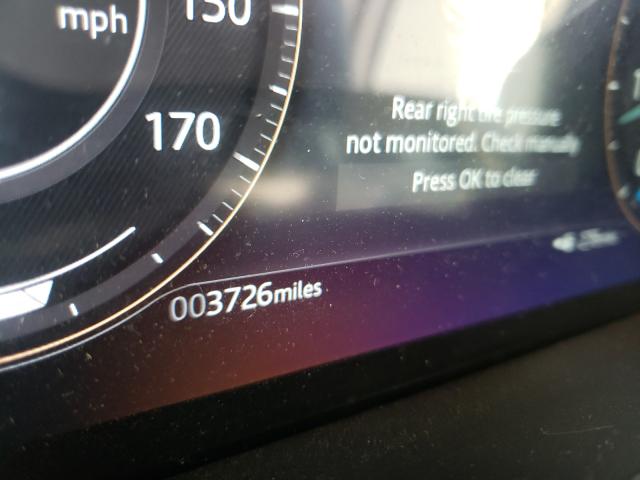 150
mph
170
Rear right tire pressure
not monitored. Check manually
Press OK to clear
003726miles